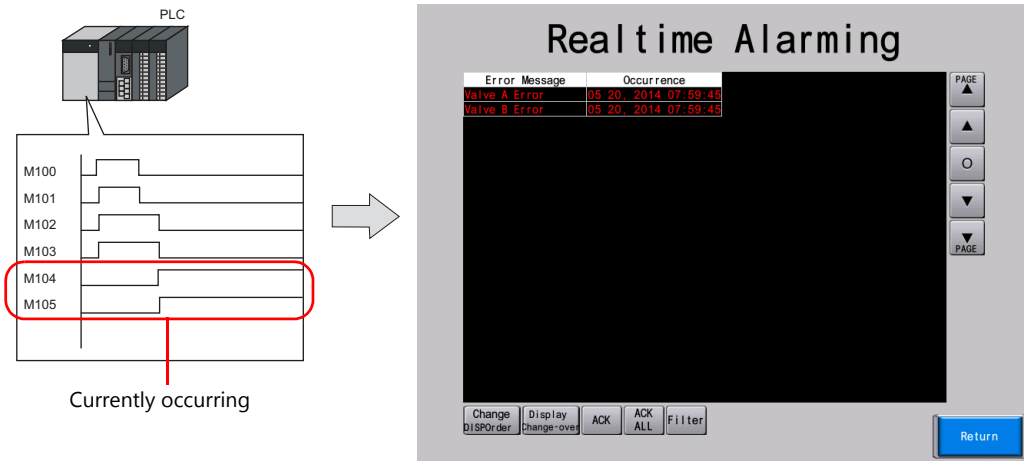 PLC
M100
M101
M102
M103
M104
M105
Currently occurring
Realtime Alarming
Error Message Occurrence
Valve A Error 05 20, 2014 07:59:45
Valve B Error 05 20, 2014 07:59:45
PAGE
PAGE
Change
DISPOrder
Display
Change-over
ACK
ACK
ALL
Filter
Return